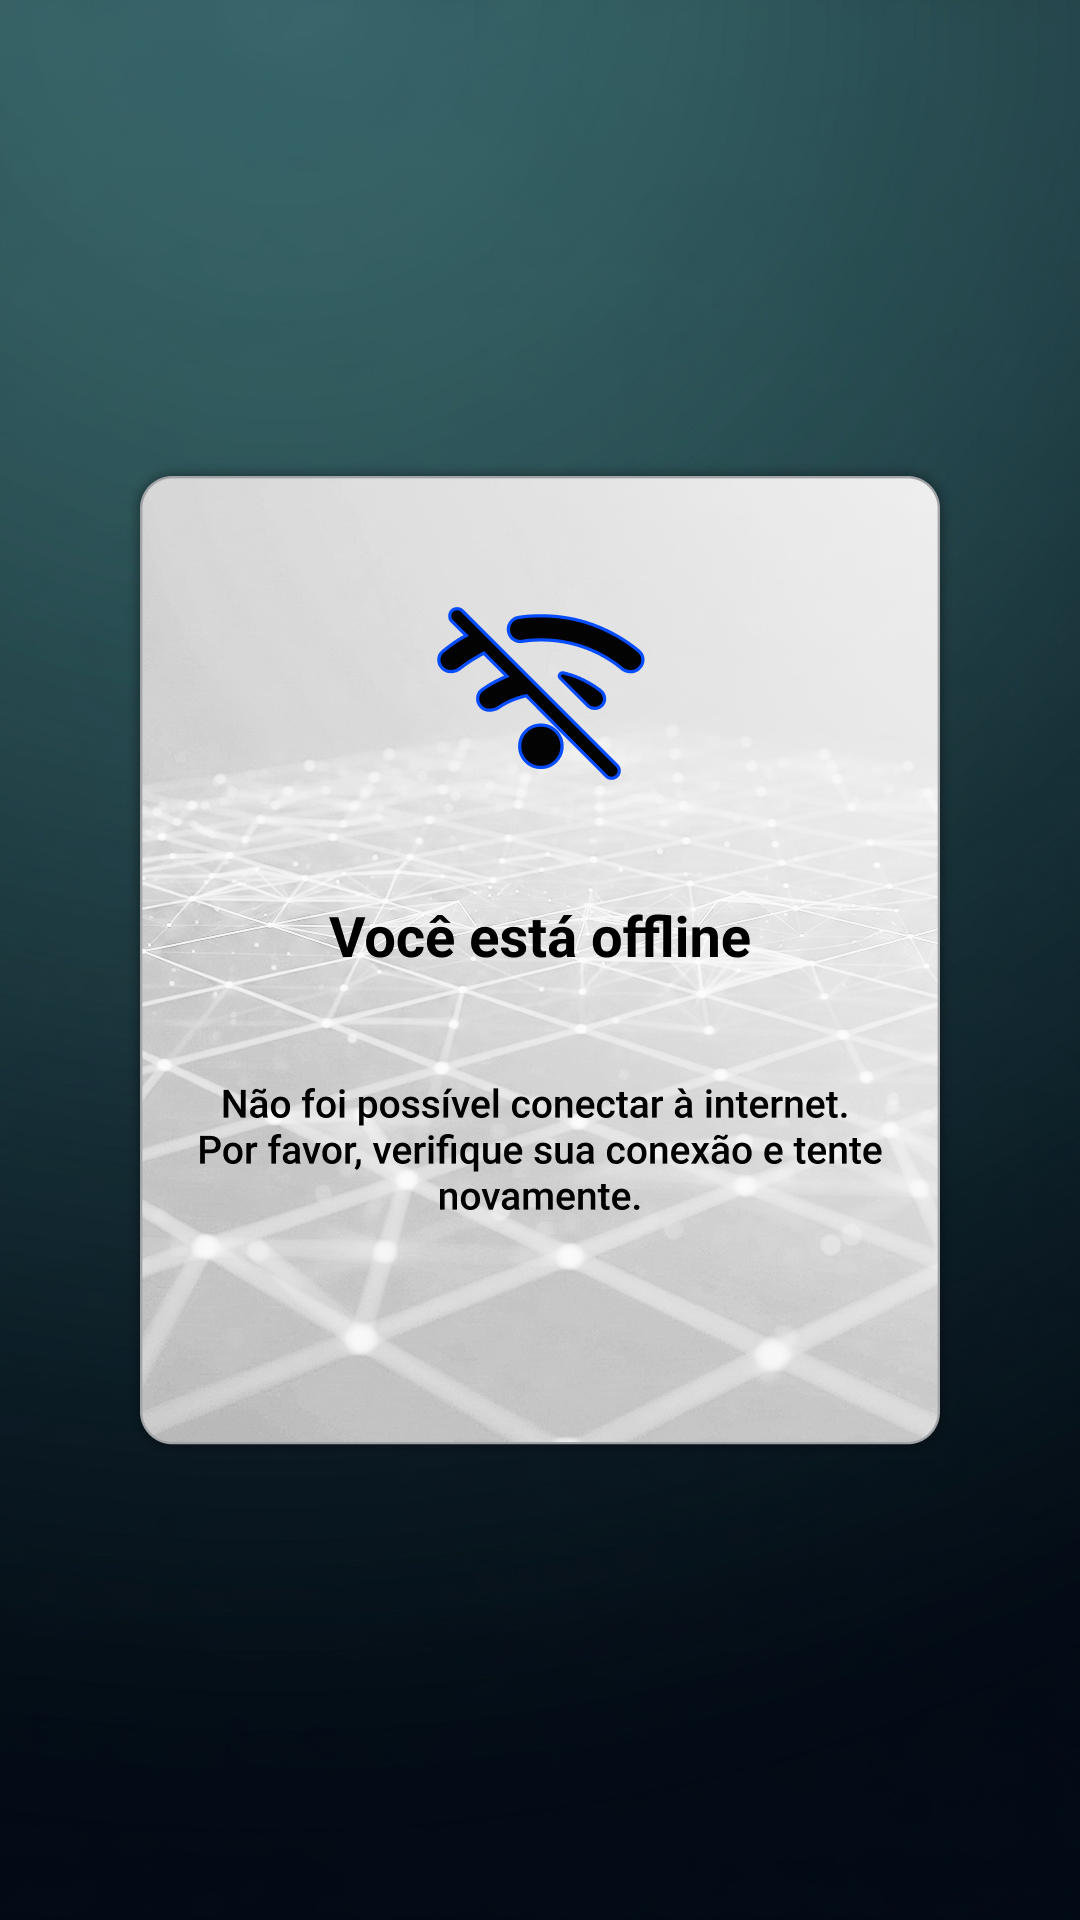 Você está offline
Não foi possível conectar à internet.
Por favor, verifique sua conexão e tente
novamente.